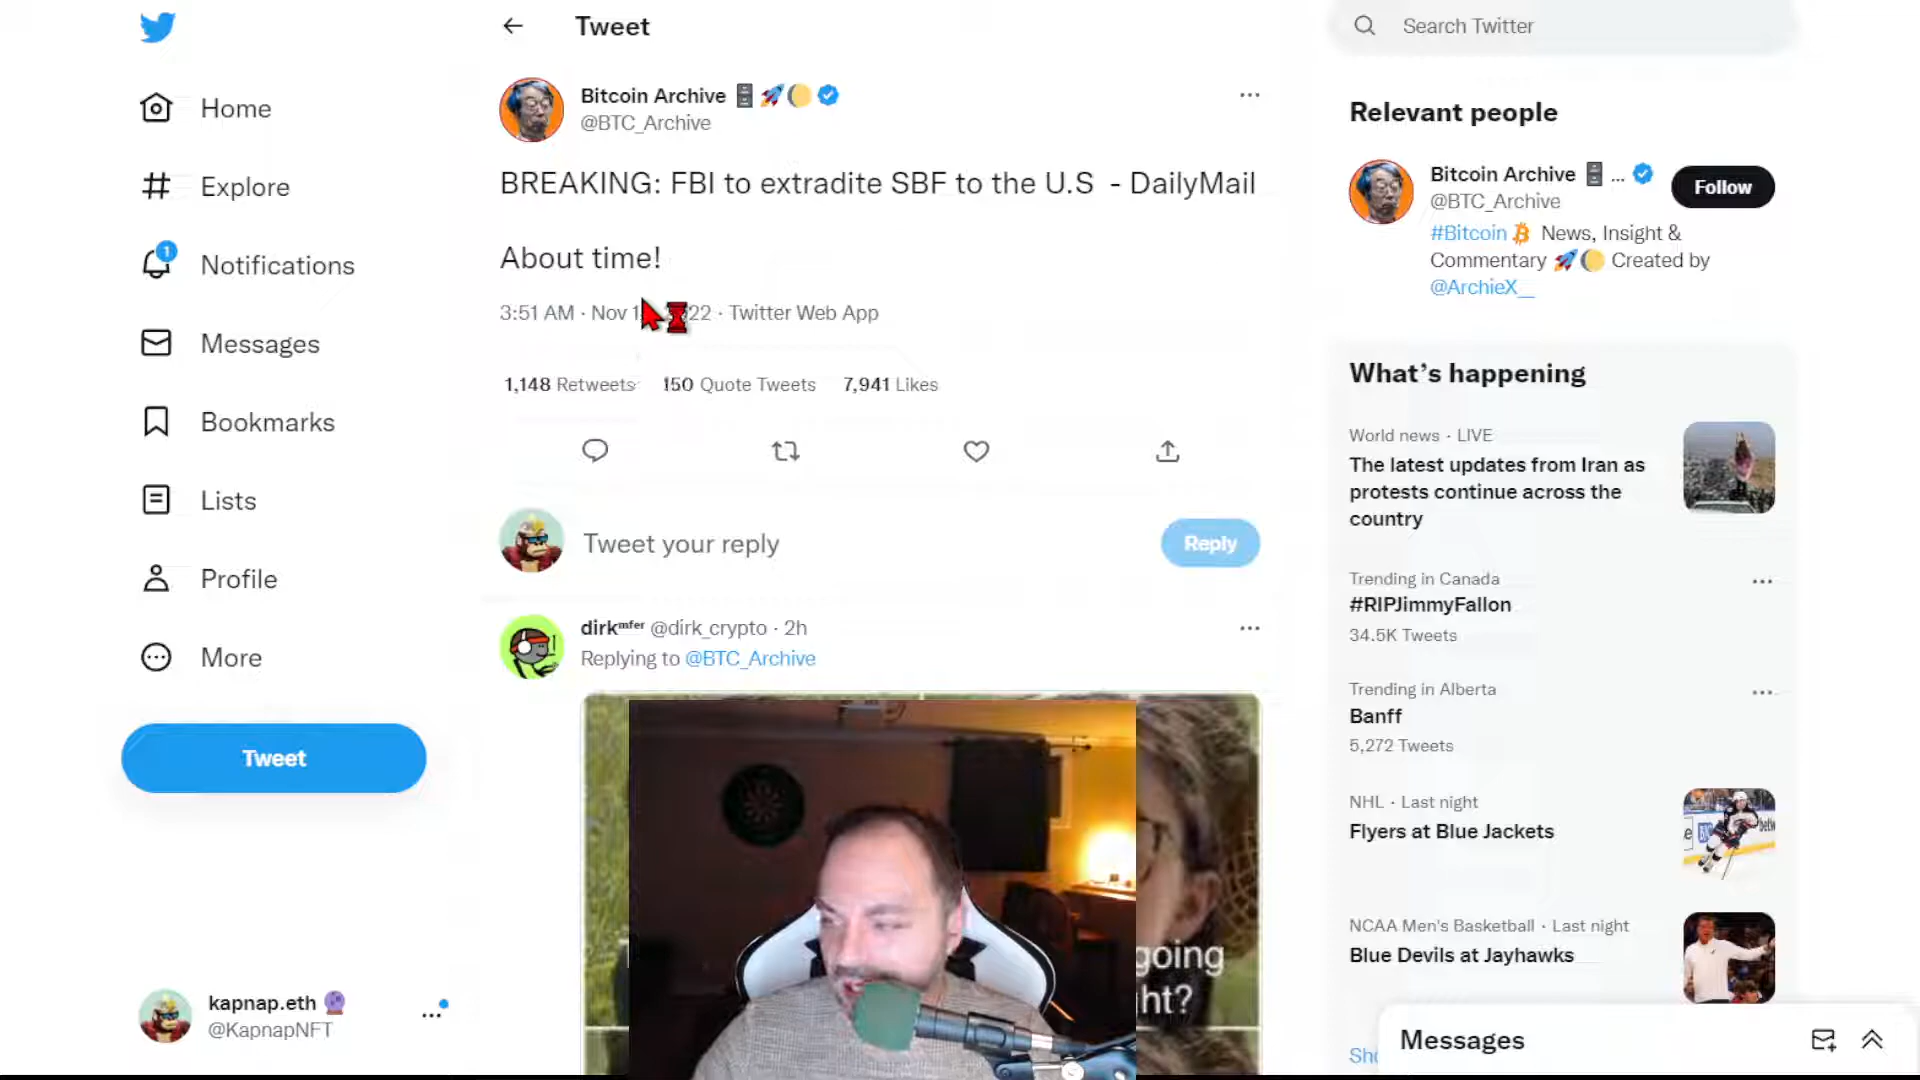 Home
Explore
1
Notifications
Messages
Bookmarks
Lists
Profile
More
Tweet
kapnap.eth
@KapnapNFT
Tweet
Bitcoin Archive
@BTC_Archive
BREAKING: FBI to extradite SBF to the U.S - DailyMail
About time!
3:51 AM · Nov 22 · Twitter Web App
1,148 Retweets 150 Quote Tweets 7,941 Likes
Tweet your reply
Reply
dirkᵐᶠᵉʳ @dirk_crypto · 2h
Replying to @BTC_Archive
going
ht?
Search Twitter
Relevant people
Bitcoin Archive ...
@BTC_Archive
Follow
#Bitcoin News, Insight &
Commentary Created by
@ArchieX__
What's happening
World news · LIVE
The latest updates from Iran as
protests continue across the
country
Trending in Canada
#RIPJimmyFallon
34.5K Tweets
Trending in Alberta
Banff
5,272 Tweets
NHL · Last night
Flyers at Blue Jackets
NCAA Men's Basketball · Last night
Blue Devils at Jayhawks
Messages